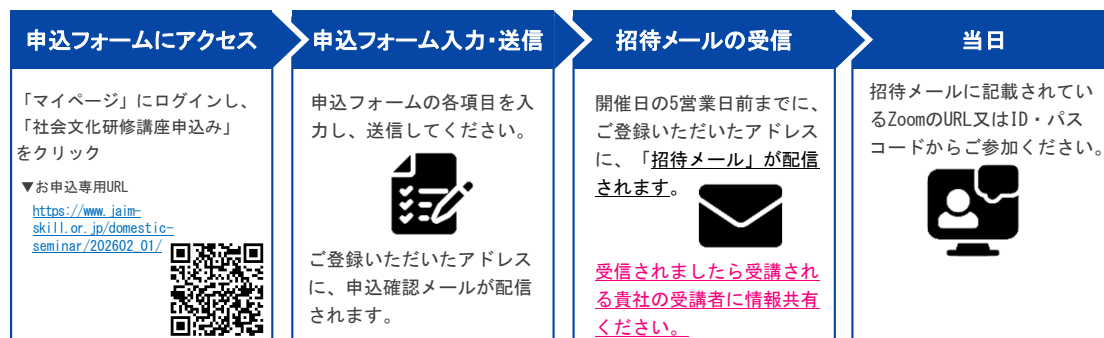 申込フォームにアクセス
「マイページ」にログインし、
「社会文化研修講座申込み」
をクリック
▼お申込専用URL
https://www.jaim-
skill.or.jp/domestic-
seminar/202602_01/
申込フォーム入力・送信
申込フォームの各項目を入
力し、送信してください。
ご登録いただいたアドレス
に、申込確認メールが配信
されます。
招待メールの受信
開催日の5営業日前までに、
ご登録いただいたアドレス
に、「招待メール」が配信
されます。
受信されましたら受講され
る貴社の受講者に情報共有
ください。
当日
招待メールに記載されてい
るZoomのURL又はID・パス
コードからご参加ください。